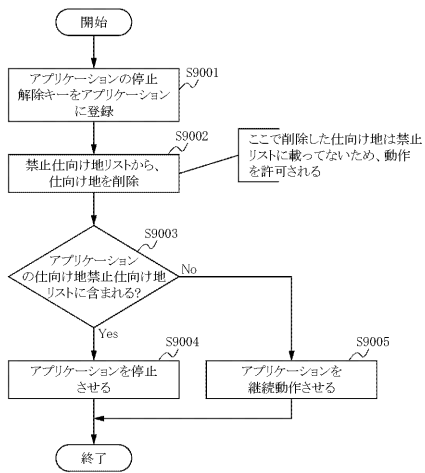 開始
アプリケーションの停止
解除キーをアプリケーション
に登録
S9001
禁止仕向け地リストから、
仕向け地を削除
S9002
ここで削除した仕向け地は禁止
リストに載ってないため、動作
を許可される
アプリケーション
の仕向け地禁止仕向け地
リストに含まれる?
S9003
No
Yes
アプリケーションを停止
させる
S9004
アプリケーションを
継続動作させる
S9005
終了